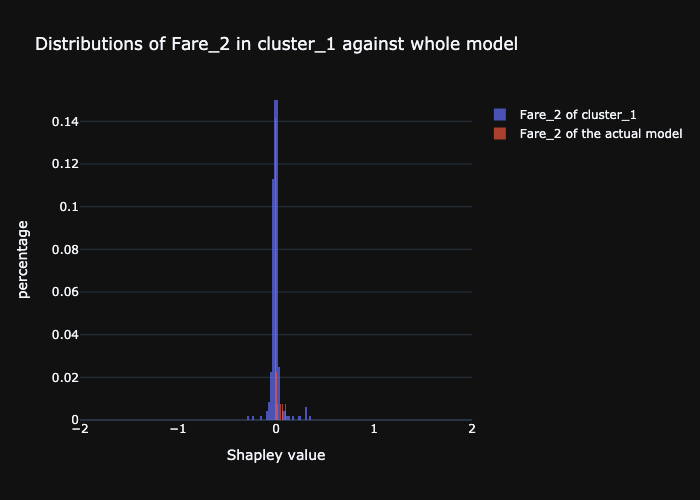 Distributions of Fare_2 in cluster_1 against whole model
Fare_2 of cluster_1
Fare_2 of the actual model
percentage
0.14
0.12
0.1
0.08
0.06
0.04
0.02
0
−2
−1
0
1
2
Shapley value